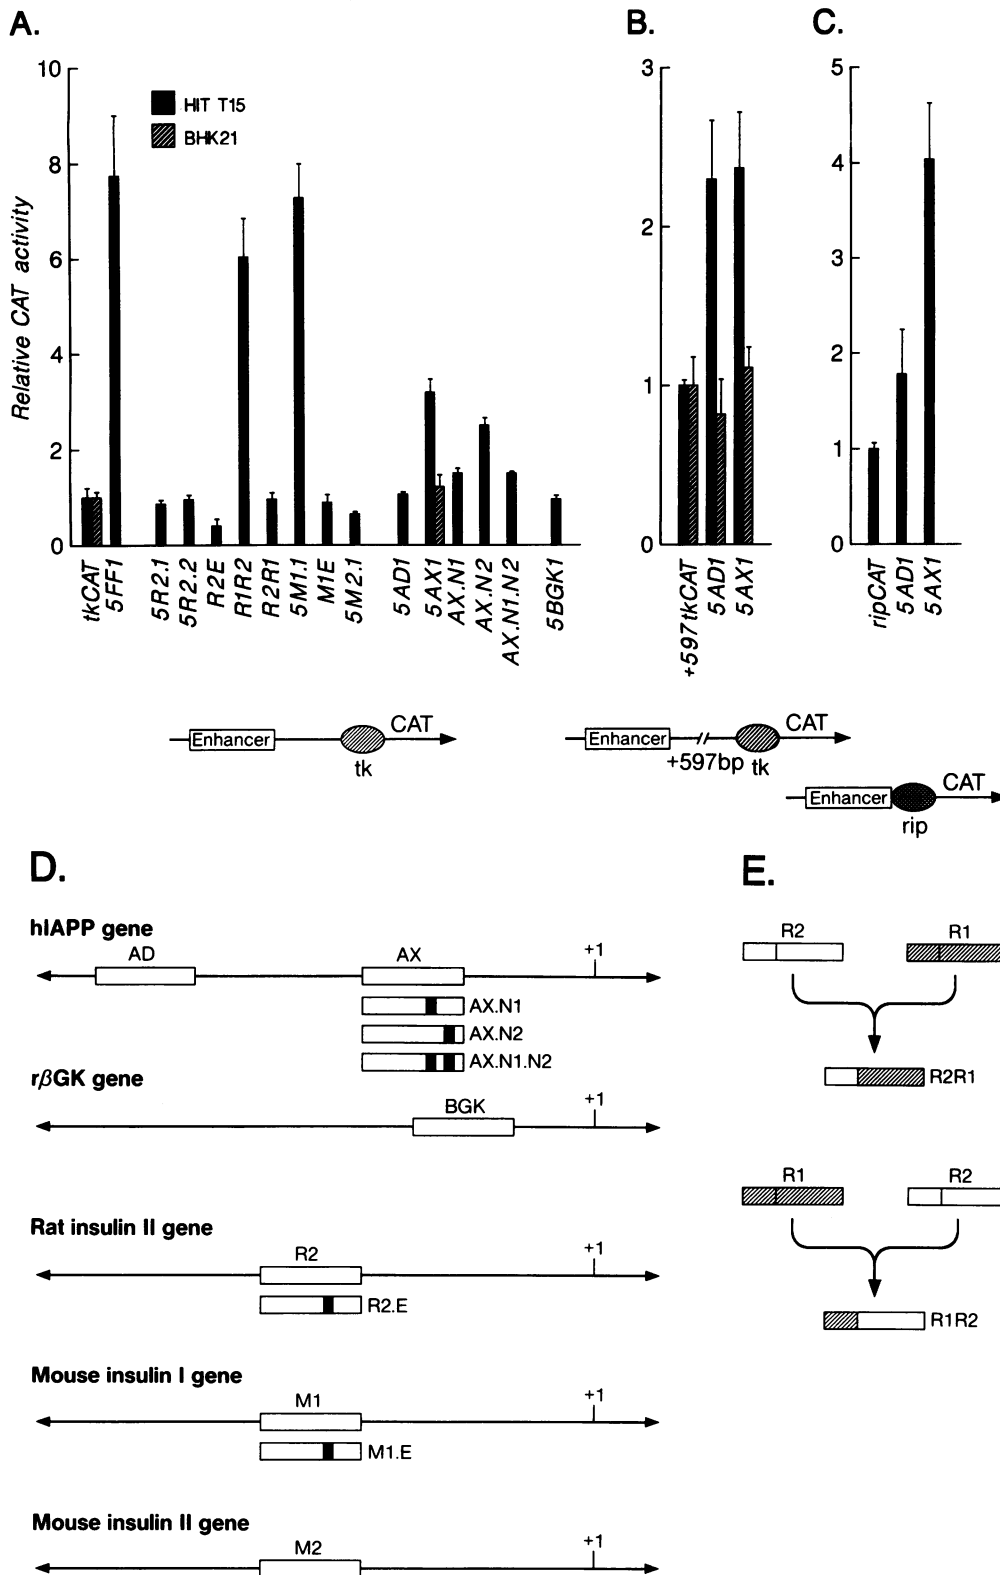 A.
B.
C.
10
8
6
4
2
0
Relative CAT activity
HIT T15
BHK21
tkCAT
5FF1
5R2.1
5R2.2
R2E
R1R2
R2R1
5M1.1
M1E
5M2.1
5AD1
5AX1
AX.N1
AX.N2
AX.N1.N2
5BGK1
3
2
1
0
+597tkCAT
5AD1
5AX1
5
4
3
2
1
0
ripCAT
5AD1
5AX1
Enhancer
CAT
tk
Enhancer
+597bp
CAT
tk
Enhancer
CAT
rip
D.
hIAPP gene
AD
AX
+1
AX.N1
AX.N2
AX.N1.N2
rβGK gene
BGK
+1
Rat insulin II gene
R2
+1
R2.E
Mouse insulin I gene
M1
+1
M1.E
Mouse insulin II gene
M2
+1
E.
R2
R1
R2R1
R1
R2
R1R2